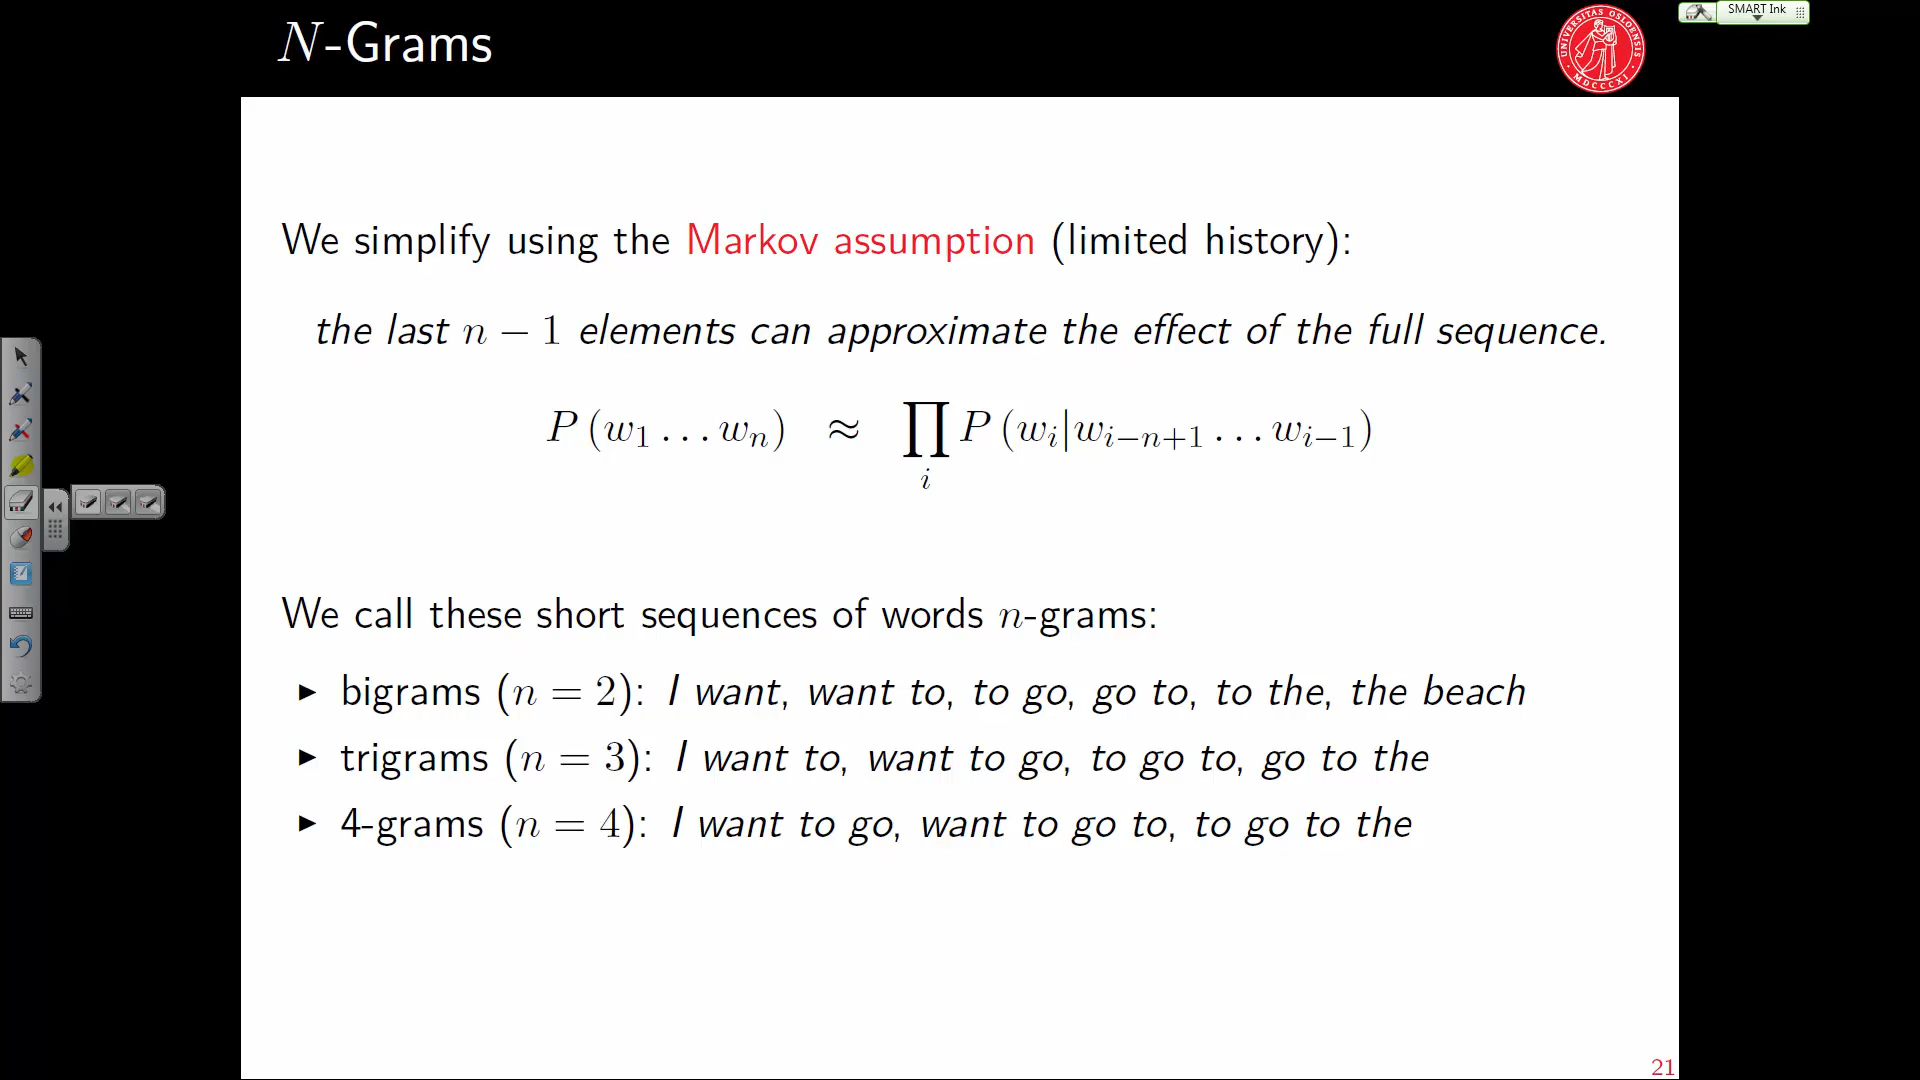 N-Grams
UNIVERSITAS OSLOENSIS
MDCCCXI
SMART Ink
We simplify using the Markov assumption (limited history):
the last n − 1 elements can approximate the effect of the full sequence.
P (w₁ … wₙ) ≈ ∏ᵢ P (wᵢ|wᵢ₋ₙ₊₁ … wᵢ₋₁)
We call these short sequences of words n-grams:
▶ bigrams (n = 2): I want, want to, to go, go to, to the, the beach
▶ trigrams (n = 3): I want to, want to go, to go to, go to the
▶ 4-grams (n = 4): I want to go, want to go to, to go to the
21